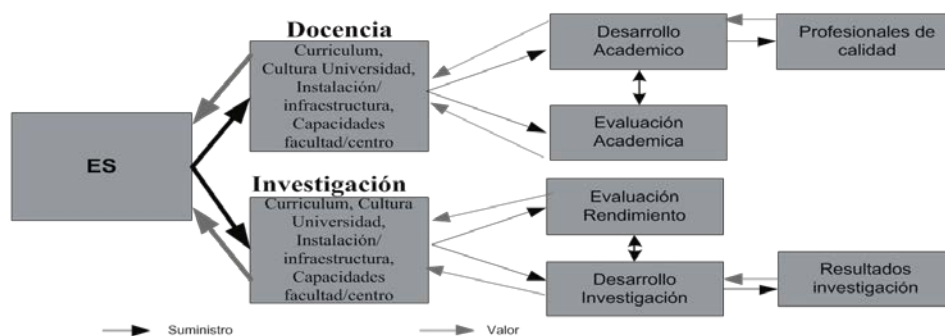 Docencia
Curriculum,
Cultura Universidad,
Instalación/
infraestructura,
Capacidades
facultad/centro
Desarrollo
Academico
Profesionales de
calidad
Evaluación
Academica
ES
Investigación
Curriculum, Cultura
Universidad,
Instalación/
infraestructura,
Capacidades
facultad/centro
Evaluación
Rendimiento
Desarrollo
Investigación
Resultados
investigación
Suministro
Valor